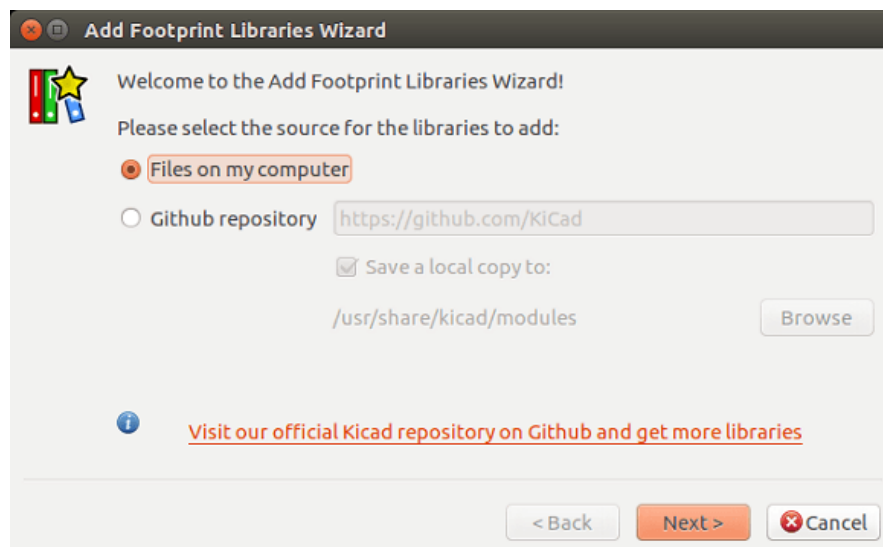 Add Footprint Libraries Wizard
Welcome to the Add Footprint Libraries Wizard!
Please select the source for the libraries to add:
Files on my computer
Github repository https://github.com/KiCad
Save a local copy to:
/usr/share/kicad/modules Browse
Visit our official Kicad repository on Github and get more libraries
< Back Next > Cancel